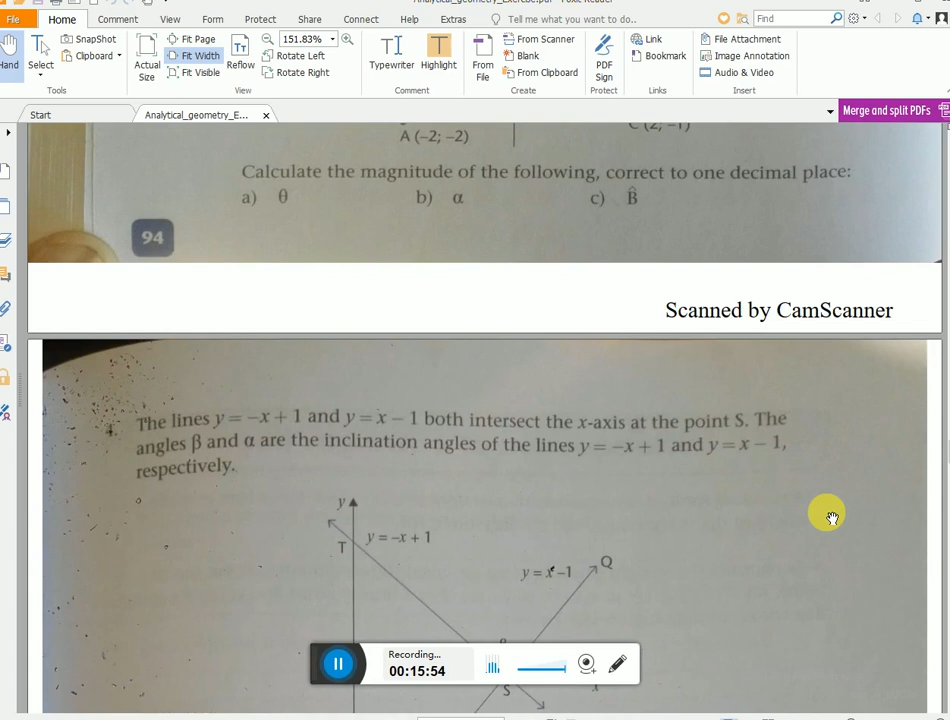 Analytical_geometry_Exercise.pdf - Foxit Reader
File Home Comment View Form Protect Share Connect Help Extras Tell me what you do.. Find
Hand Select SnapShot Clipboard Actual Size Fit Page Fit Width Fit Visible Reflow 151.83% Rotate Left Rotate Right Typewriter Highlight From File From Scanner Blank From Clipboard PDF Sign Link Bookmark File Attachment Image Annotation Audio & Video
Tools View Comment Create Protect Links Insert
Start Analytical_geometry_E... Merge and split PDFs
A (–2; –2) C (2; –1)
Calculate the magnitude of the following, correct to one decimal place:
a) θ b) α c) B̂
94
Scanned by CamScanner
4 The lines y = –x + 1 and y = x – 1 both intersect the x-axis at the point S. The
angles β and α are the inclination angles of the lines y = –x + 1 and y = x – 1,
respectively.
y
T y = –x + 1
y = x –1 Q
Recording...
00:15:54
S